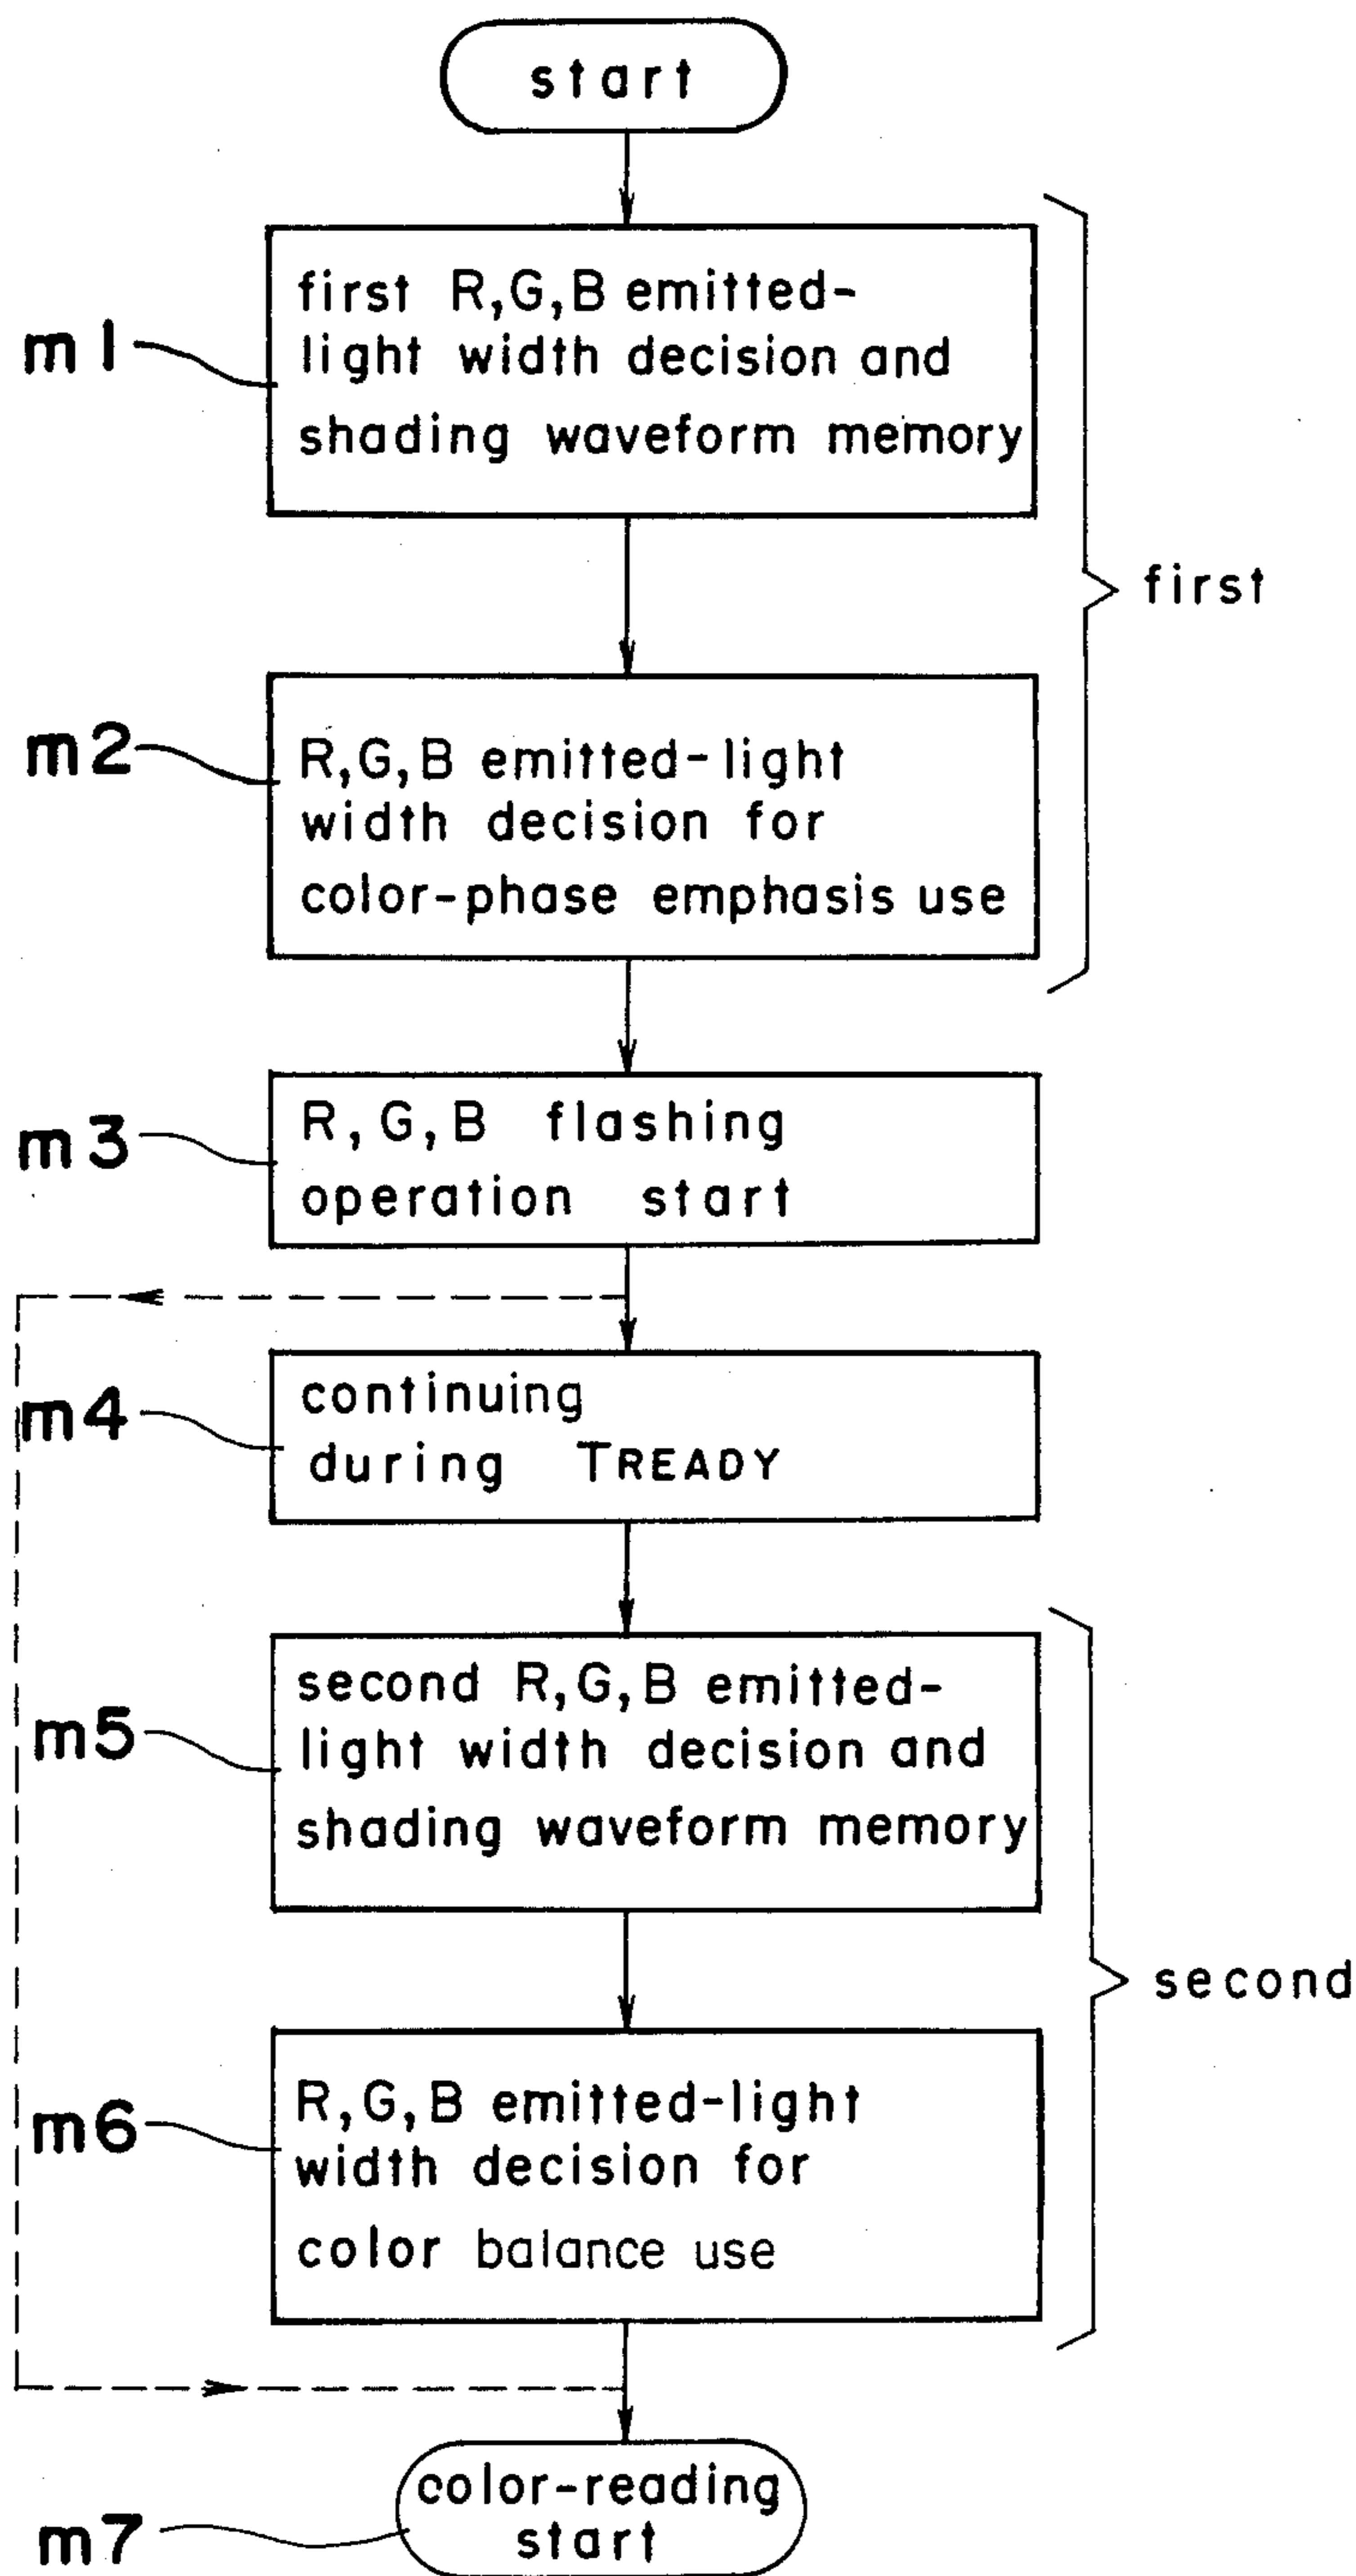 start
m1
first R,G,B emitted-
light width decision and
shading waveform memory
first
m2
R,G,B emitted-light
width decision for
color-phase emphasis use
m3
R,G,B flashing
operation start
m4
continuing
during TREADY
m5
second R,G,B emitted-
light width decision and
shading waveform memory
second
m6
R,G,B emitted-light
width decision for
color balance use
m7
color-reading
start